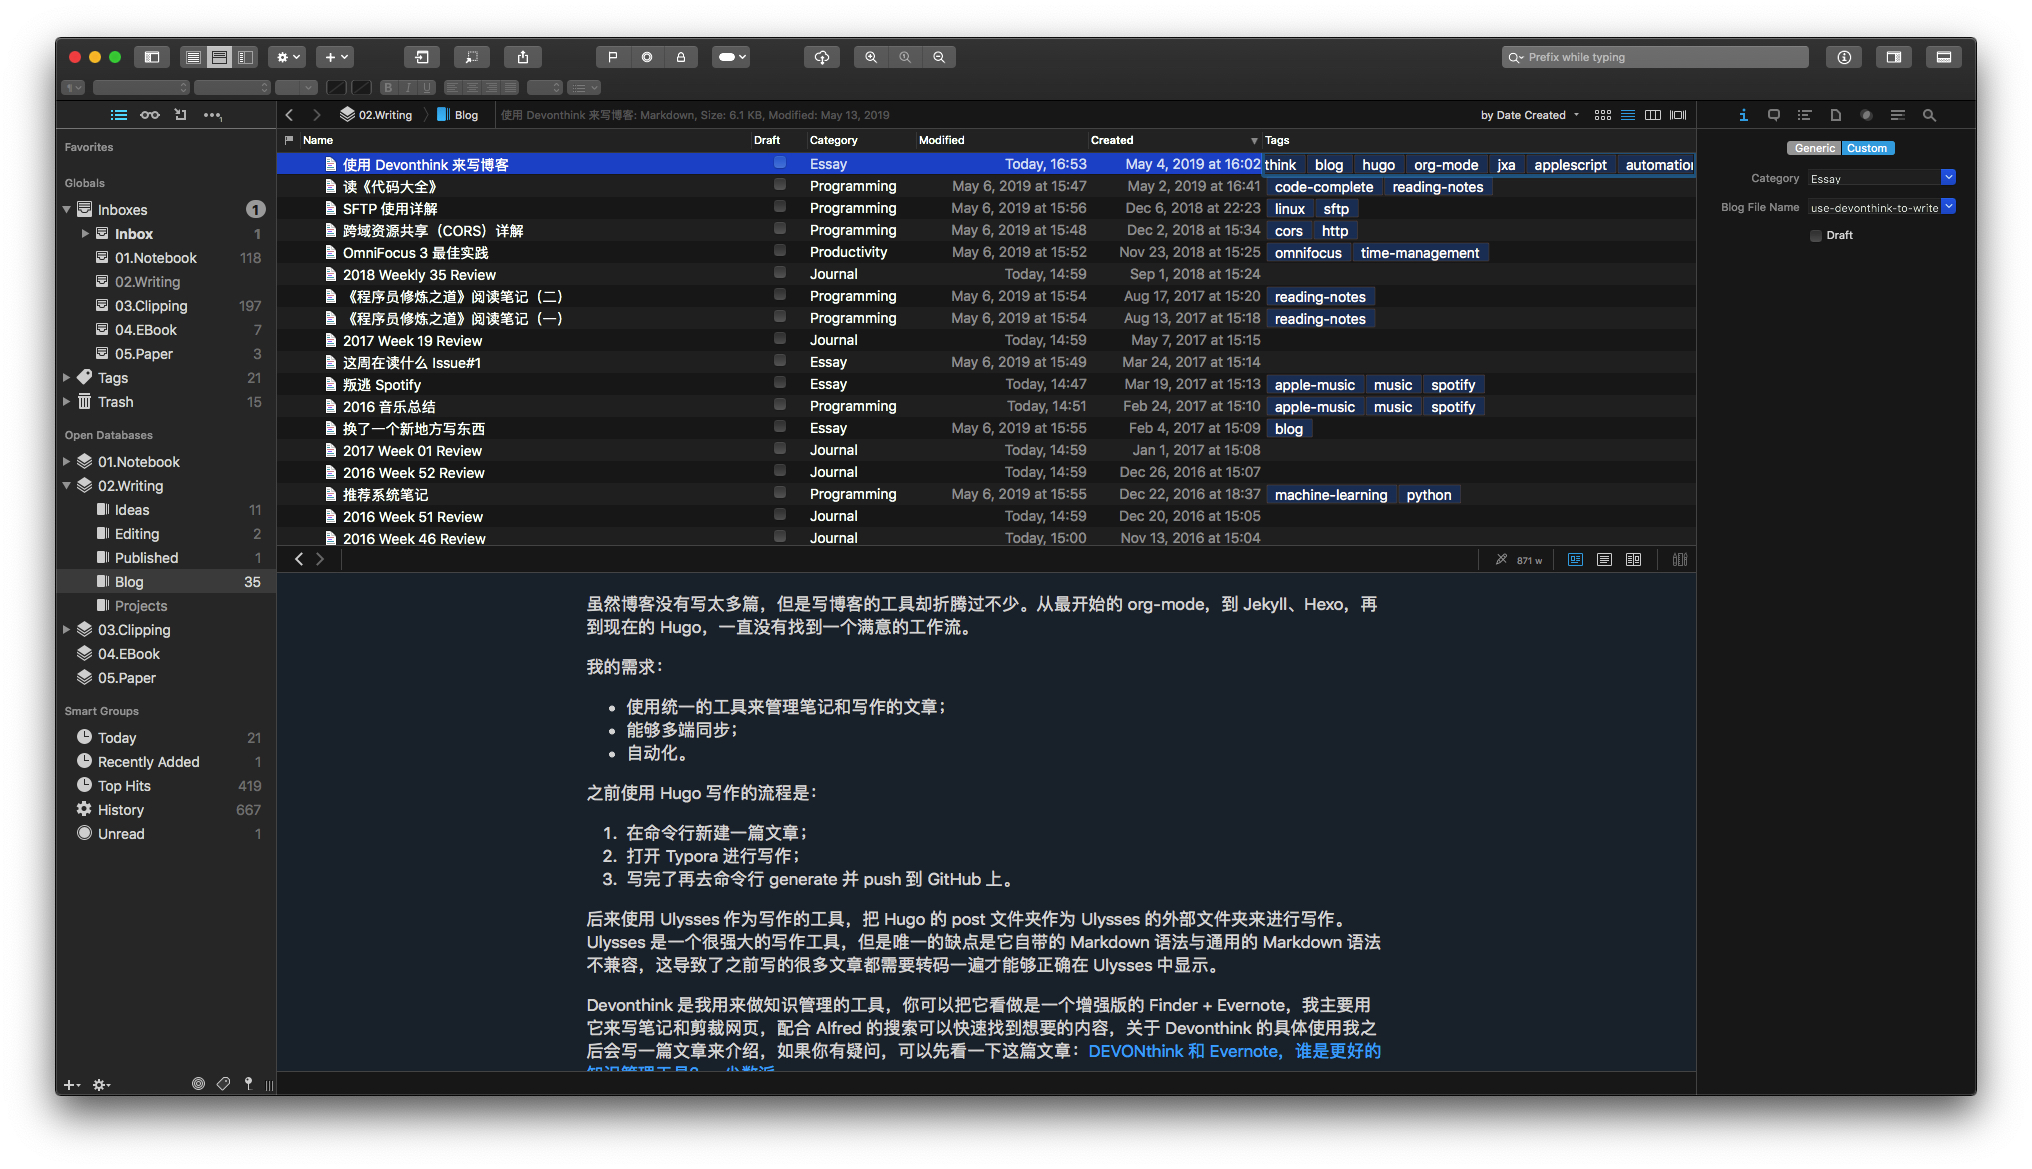 Prefix while typing
B I U
02.Writing
Blog
使用 Devonthink 来写博客: Markdown, Size: 6.1 KB, Modified: May 13, 2019
by Date Created
Favorites
Globals
Inboxes 1
Inbox 1
01.Notebook 118
02.Writing
03.Clipping 197
04.EBook 7
05.Paper 3
Tags 21
Trash 15
Open Databases
01.Notebook
02.Writing
Ideas 11
Editing 2
Published 1
Blog 35
Projects
03.Clipping
04.EBook
05.Paper
Smart Groups
Today 21
Recently Added 1
Top Hits 419
History 667
Unread 1
Name Draft Category Modified Created Tags
使用 Devonthink 来写博客 Essay Today, 16:53 May 4, 2019 at 16:02 think blog hugo org-mode jxa applescript automation
读《代码大全》 Programming May 6, 2019 at 15:47 May 2, 2019 at 16:41 code-complete reading-notes
SFTP 使用详解 Programming May 6, 2019 at 15:56 Dec 6, 2018 at 22:23 linux sftp
跨域资源共享（CORS）详解 Programming May 6, 2019 at 15:48 Dec 2, 2018 at 15:34 cors http
OmniFocus 3 最佳实践 Productivity May 6, 2019 at 15:52 Nov 23, 2018 at 15:25 omnifocus time-management
2018 Weekly 35 Review Journal Today, 14:59 Sep 1, 2018 at 15:24
《程序员修炼之道》阅读笔记（二） Programming May 6, 2019 at 15:54 Aug 17, 2017 at 15:20 reading-notes
《程序员修炼之道》阅读笔记（一） Programming May 6, 2019 at 15:54 Aug 13, 2017 at 15:18 reading-notes
2017 Week 19 Review Journal Today, 14:59 May 7, 2017 at 15:15
这周在读什么 Issue#1 Essay May 6, 2019 at 15:49 Mar 24, 2017 at 15:14
叛逃 Spotify Essay Today, 14:47 Mar 19, 2017 at 15:13 apple-music music spotify
2016 音乐总结 Programming Today, 14:51 Feb 24, 2017 at 15:10 apple-music music spotify
换了一个新地方写东西 Essay May 6, 2019 at 15:55 Feb 4, 2017 at 15:09 blog
2017 Week 01 Review Journal Today, 14:59 Jan 1, 2017 at 15:08
2016 Week 52 Review Journal Today, 14:59 Dec 26, 2016 at 15:07
推荐系统笔记 Programming May 6, 2019 at 15:55 Dec 22, 2016 at 18:37 machine-learning python
2016 Week 51 Review Journal Today, 14:59 Dec 20, 2016 at 15:05
2016 Week 46 Review Journal Today, 15:00 Nov 13, 2016 at 15:04
871 w
虽然博客没有写太多篇，但是写博客的工具却折腾过不少。从最开始的 org-mode，到 Jekyll、Hexo，再
到现在的 Hugo，一直没有找到一个满意的工作流。
我的需求：
• 使用统一的工具来管理笔记和写作的文章；
• 能够多端同步；
• 自动化。
之前使用 Hugo 写作的流程是：
1. 在命令行新建一篇文章；
2. 打开 Typora 进行写作；
3. 写完了再去命令行 generate 并 push 到 GitHub 上。
后来使用 Ulysses 作为写作的工具，把 Hugo 的 post 文件夹作为 Ulysses 的外部文件夹来进行写作。
Ulysses 是一个很强大的写作工具，但是唯一的缺点是它自带的 Markdown 语法与通用的 Markdown 语法
不兼容，这导致了之前写的很多文章都需要转码一遍才能够正确在 Ulysses 中显示。
Devonthink 是我用来做知识管理的工具，你可以把它看做是一个增强版的 Finder + Evernote，我主要用
它来写笔记和剪裁网页，配合 Alfred 的搜索可以快速找到想要的内容，关于 Devonthink 的具体使用我之
后会写一篇文章来介绍，如果你有疑问，可以先看一下这篇文章：DEVONthink 和 Evernote，谁是更好的
Generic Custom
Category Essay
Blog File Name use-devonthink-to-write
Draft